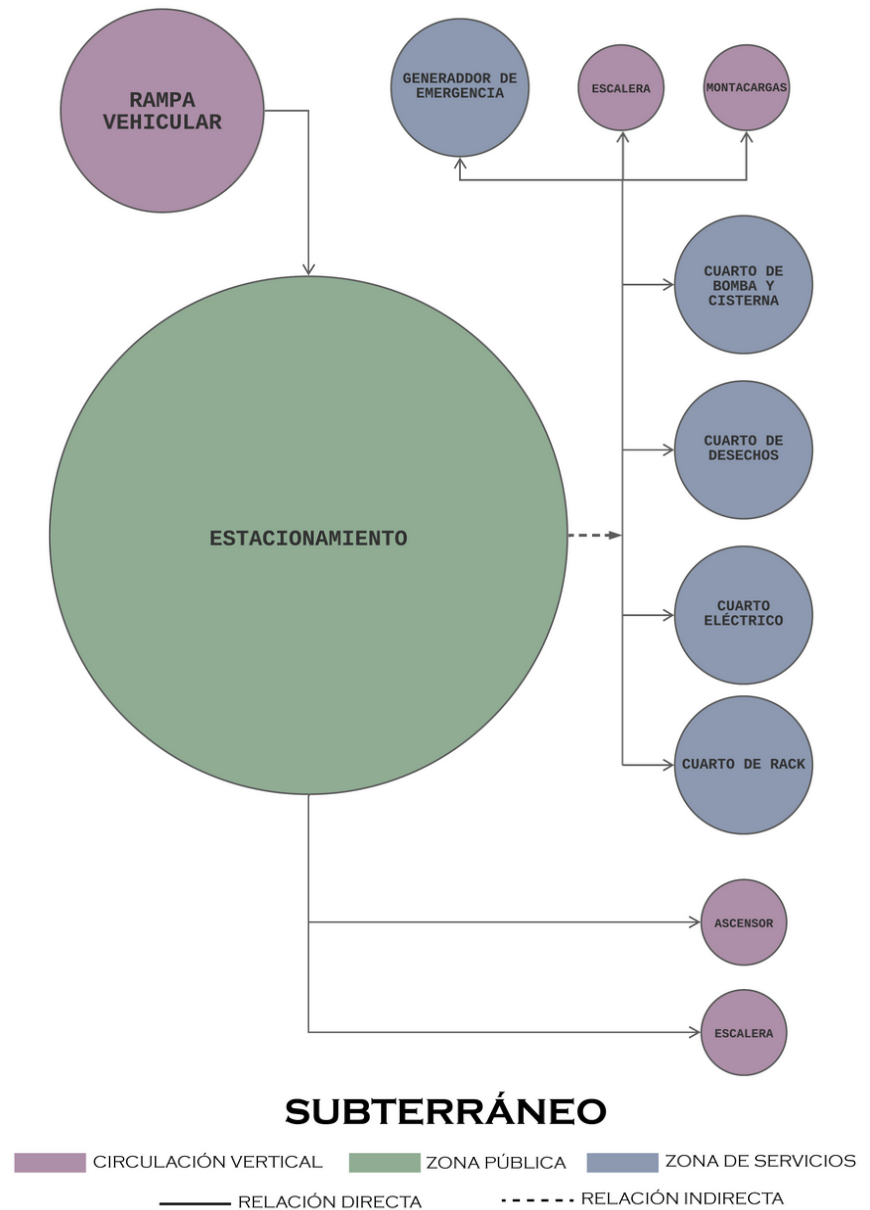 RAMPA
VEHICULAR
GENERADDOR DE
EMERGENCIA
ESCALERA
MONTACARGAS
CUARTO DE
BOMBA Y
CISTERNA
CUARTO DE
DESECHOS
ESTACIONAMIENTO
CUARTO
ELÉCTRICO
CUARTO DE RACK
ASCENSOR
ESCALERA
SUBTERRÁNEO
CIRCULACIÓN VERTICAL
ZONA PÚBLICA
ZONA DE SERVICIOS
RELACIÓN DIRECTA
RELACIÓN INDIRECTA